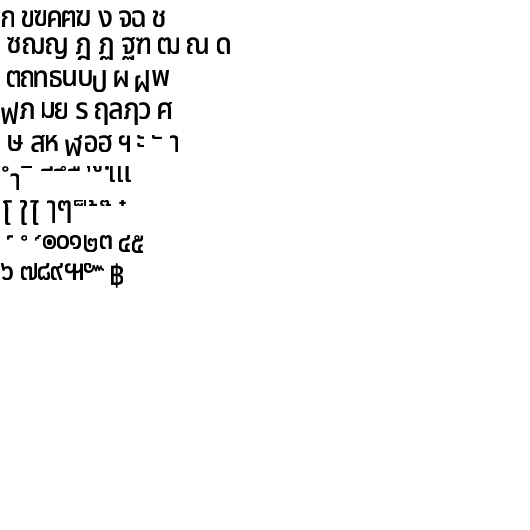 ก ขฃคฅฆ ง จฉ ช
ซฌญ ฎ ฏ ฐฑ ฒ ณ ด
ตถทธนบป ผ ฝพ
ฟภ มย ร ฤลฦว ศ
ษ สห ฬอฮ ฯ ะ ั า
ำ ิ ี ึ ื ุ ู ฺเแ
โ ใไ ๅๆ ็ ่ ้ ๊ ๋
์ ํ ๎๏๐๑๒๓ ๔๕
๖ ๗๘๙๚๛ ฿